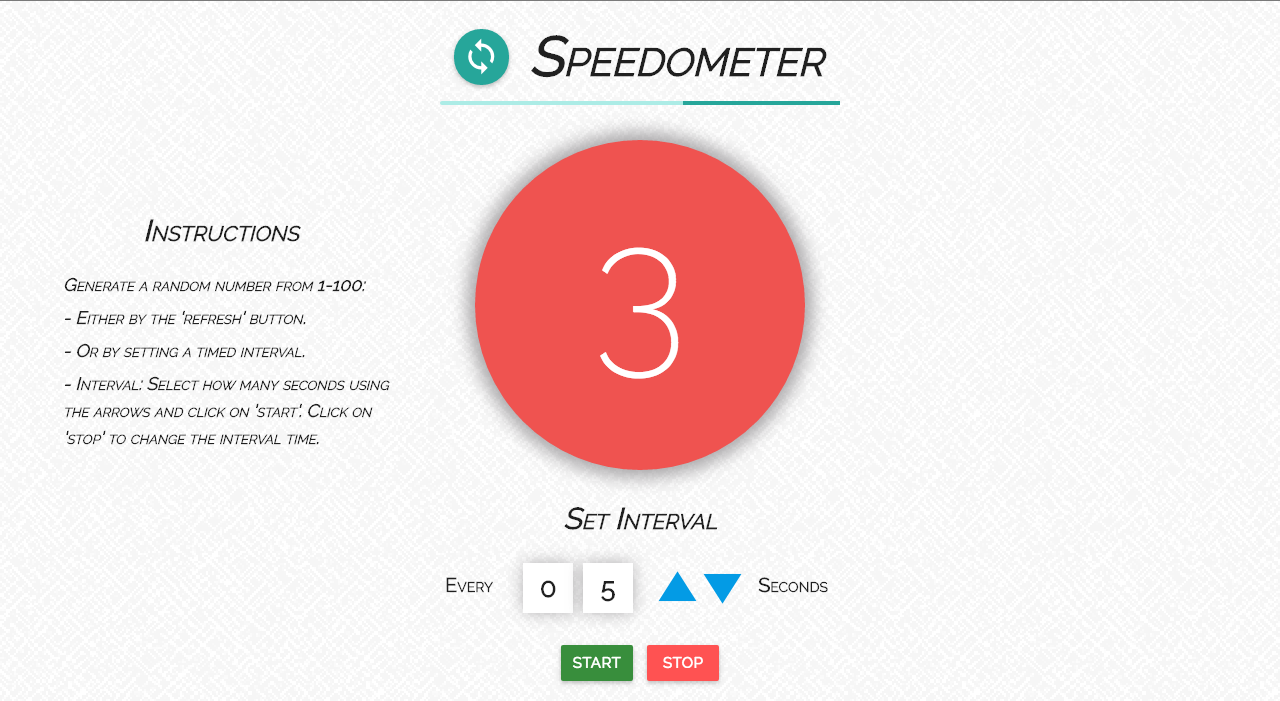 Speedometer
3
Instructions
Generate a random number from 1-100:
- Either by the 'refresh' button.
- Or by setting a timed interval.
- Interval: Select how many seconds using
the arrows and click on 'start'. Click on
'stop' to change the interval time.
Set Interval
Every 0 5 Seconds
START STOP